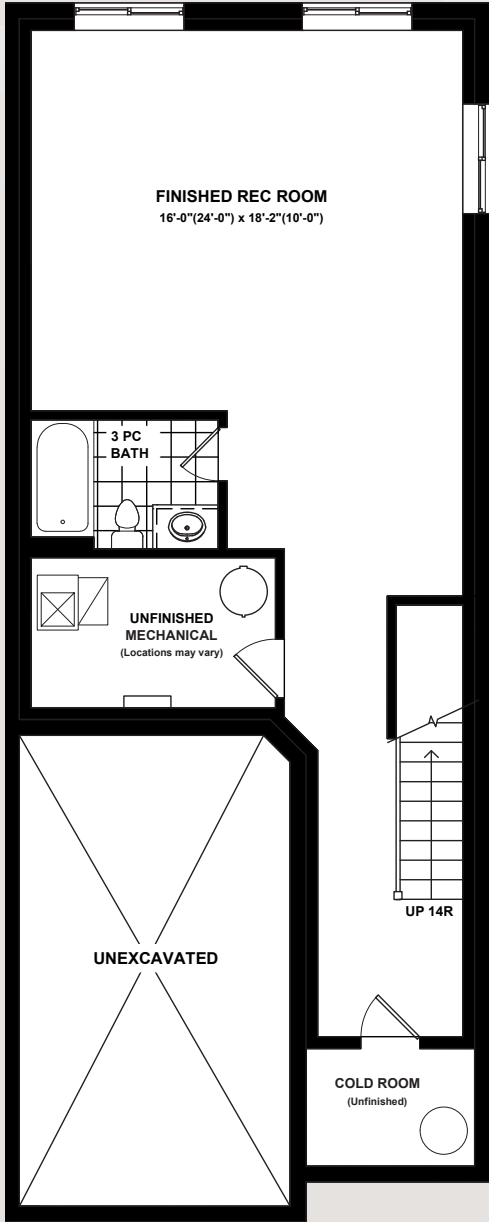 FINISHED REC ROOM
16'-0"(24'-0") x 18'-2"(10'-0")
3 PC
BATH
UNFINISHED
MECHANICAL
(Locations may vary)
UP 14R
UNEXCAVATED
COLD ROOM
(Unfinished)